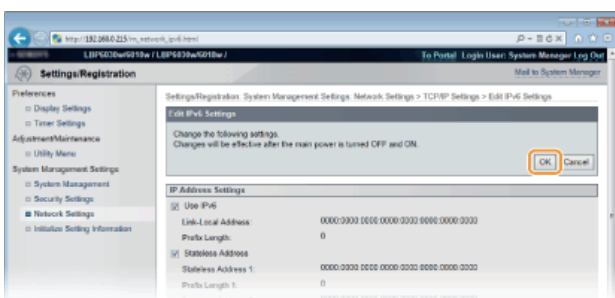 http://192.168.0.215/m_network_ipv6.html
LBP6030w/6018w / LBP6030w/6018w /
To Portal Login User: System Manager Log Out
Settings/Registration
Mail to System Manager
Preferences
Display Settings
Timer Settings
Adjustment/Maintenance
Utility Menu
System Management Settings
System Management
Security Settings
Network Settings
Initialize Setting Information
Settings/Registration: System Management Settings: Network Settings > TCP/IP Settings > Edit IPv6 Settings
Edit IPv6 Settings
Change the following settings.
Changes will be effective after the main power is turned OFF and ON.
OK Cancel
IP Address Settings
Use IPv6
Link-Local Address: 0000:0000:0000:0000:0000:0000:0000:0000
Prefix Length: 0
Stateless Address
Stateless Address 1: 0000:0000:0000:0000:0000:0000:0000:0000
Prefix Length 1: 0